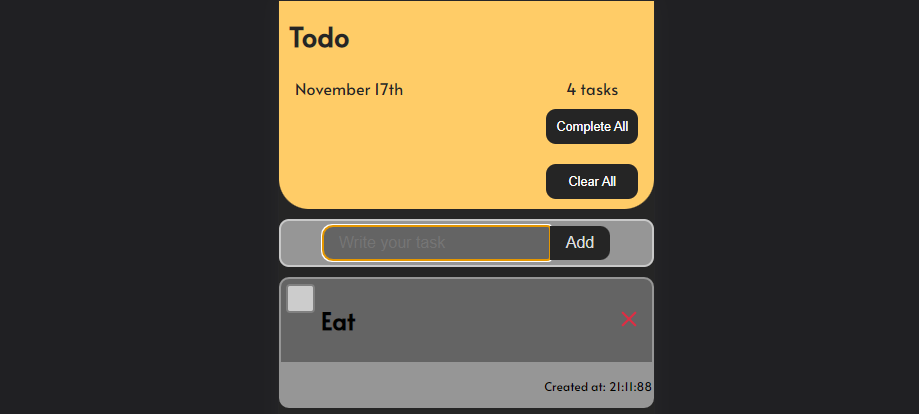 Todo
November 17th 4 tasks
Complete All
Clear All
Write your task Add
Eat
Created at: 21:11:88